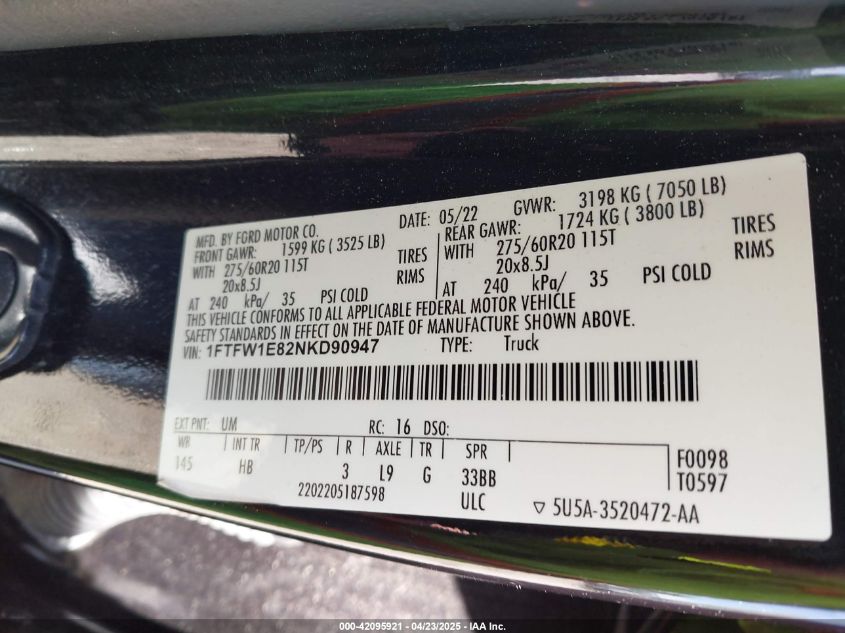 MFD. BY FORD MOTOR CO. DATE: 05/22 GVWR: 3198 KG ( 7050 LB)
FRONT GAWR: 1599 KG ( 3525 LB) REAR GAWR: 1724 KG ( 3800 LB)
WITH 275/60R20 115T TIRES WITH 275/60R20 115T TIRES
20x8.5J RIMS 20x8.5J RIMS
AT 240 kPa/ 35 PSI COLD AT 240 kPa/ 35 PSI COLD
THIS VEHICLE CONFORMS TO ALL APPLICABLE FEDERAL MOTOR VEHICLE
SAFETY STANDARDS IN EFFECT ON THE DATE OF MANUFACTURE SHOWN ABOVE.
VIN: 1FTFW1E82NKD90947 TYPE: Truck
EXT PNT: UM RC: 16 DSO:
WB INT TR TP/PS R AXLE TR SPR F0098
145 HB 3 L9 G 33BB T0597
2202205187598 ULC ▽ 5U5A-3520472-AA
000-42095921 - 04/23/2025 - IAA Inc.